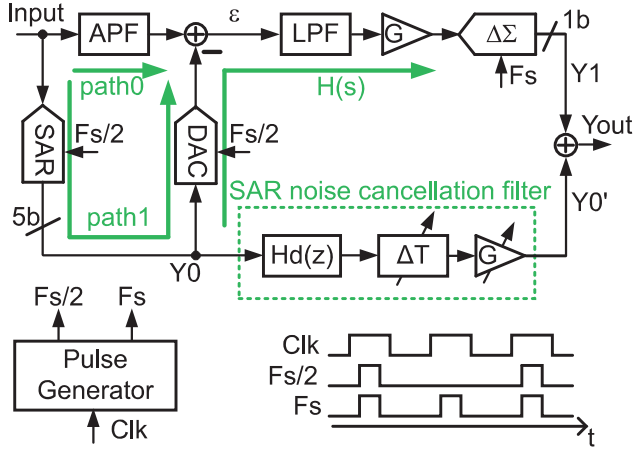 Input
APF
ε
LPF
G
ΔΣ
1b
path0
H(s)
Fs
Y1
SAR
Fs/2
DAC
Fs/2
Yout
path1
SAR noise cancellation filter
5b
Y0'
Y0
Hd(z)
ΔT
G
Fs/2
Fs
Pulse
Generator
Clk
Clk
Fs/2
Fs
t